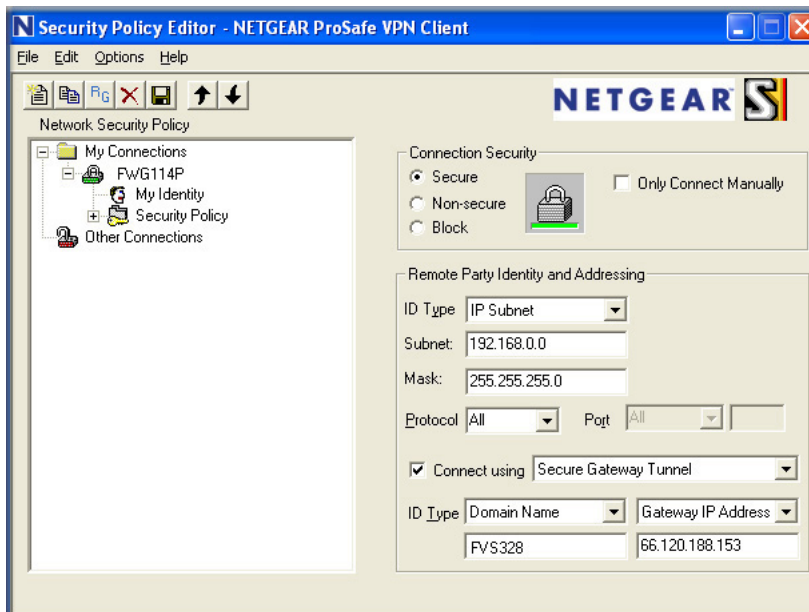 N Security Policy Editor - NETGEAR ProSafe VPN Client
File Edit Options Help
RG
NETGEAR S
Network Security Policy
My Connections
FWG114P
My Identity
Security Policy
Other Connections
Connection Security
Secure
Only Connect Manually
Non-secure
Block
Remote Party Identity and Addressing
ID Type IP Subnet
Subnet: 192.168.0.0
Mask: 255.255.255.0
Protocol All Port All
Connect using Secure Gateway Tunnel
ID Type Domain Name Gateway IP Address
FVS328 66.120.188.153